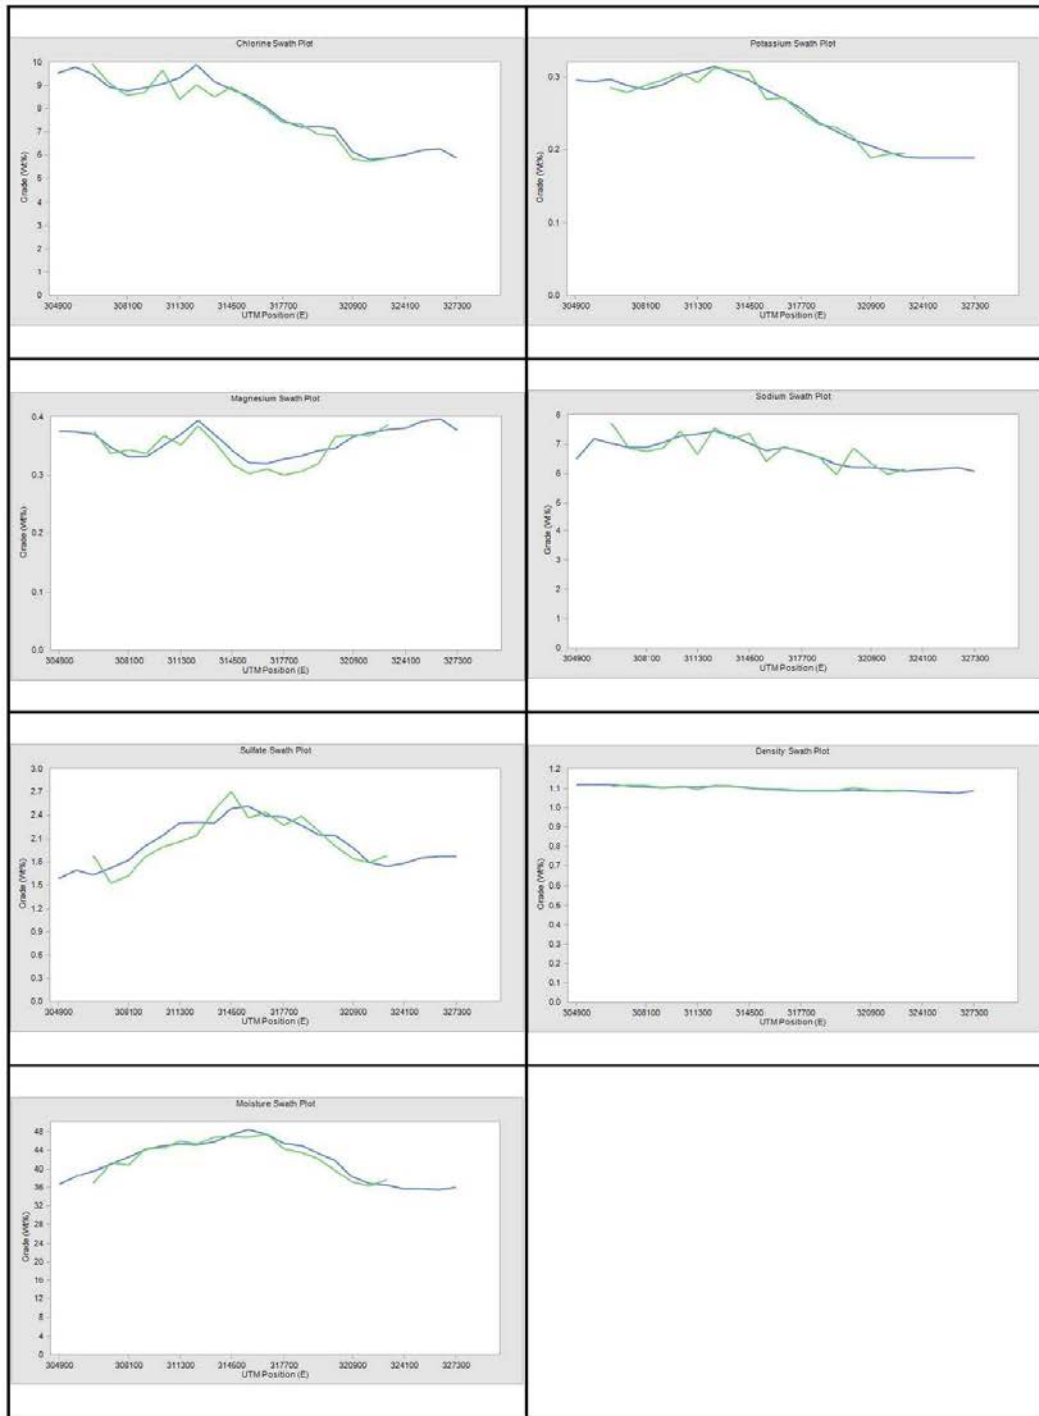 Chlorine Swath Plot
10
9
8
7
6
5
4
3
2
1
0
Grade (Wt%)
304900 308100 311300 314500 317700 320900 324100 327300
UTM Position (E)
Potassium Swath Plot
0.3
0.2
0.1
0.0
Grade (Wt%)
304900 308100 311300 314500 317700 320900 324100 327300
UTM Position (E)
Magnesium Swath Plot
0.4
0.3
0.2
0.1
0.0
Grade (Wt%)
304900 308100 311300 314500 317700 320900 324100 327300
UTM Position (E)
Sodium Swath Plot
8
7
6
5
4
3
2
1
0
Grade (Wt%)
304900 308100 311300 314500 317700 320900 324100 327300
UTM Position (E)
Sulfate Swath Plot
3.0
2.7
2.4
2.1
1.8
1.5
1.2
0.9
0.6
0.3
0.0
Grade (Wt%)
304900 308100 311300 314500 317700 320900 324100 327300
UTM Position (E)
Density Swath Plot
1.2
1.1
1.0
0.9
0.8
0.7
0.6
0.5
0.4
0.3
0.2
0.1
0.0
Grade (Wt%)
304900 308100 311300 314500 317700 320900 324100 327300
UTM Position (E)
Moisture Swath Plot
48
44
40
36
32
28
24
20
16
12
8
4
0
Grade (Wt%)
304900 308100 311300 314500 317700 320900 324100 327300
UTM Position (E)